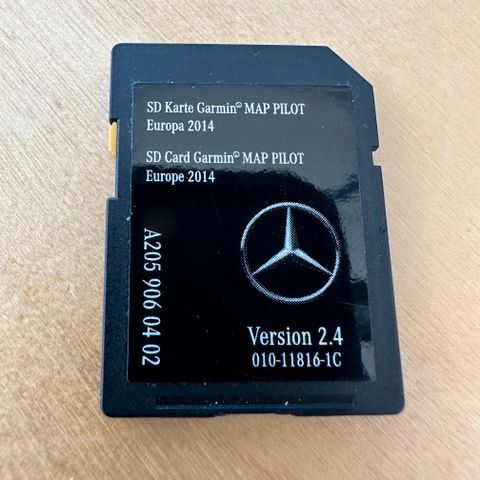 SD Karte Garmin® MAP PILOT
Europa 2014
SD Card Garmin® MAP PILOT
Europe 2014
A205 906 04 02
Version 2.4
010-11816-1C